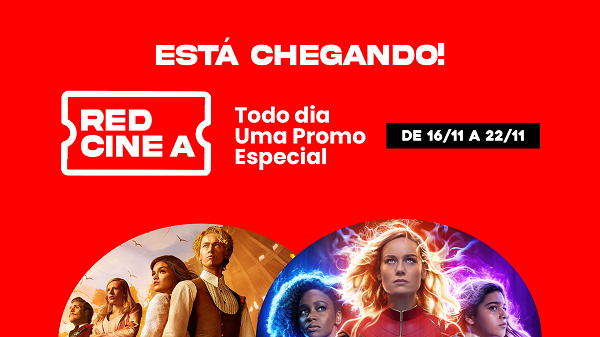 ESTÁ CHEGANDO!
RED
CINE A
Todo dia
Uma Promo
Especial
DE 16/11 A 22/11